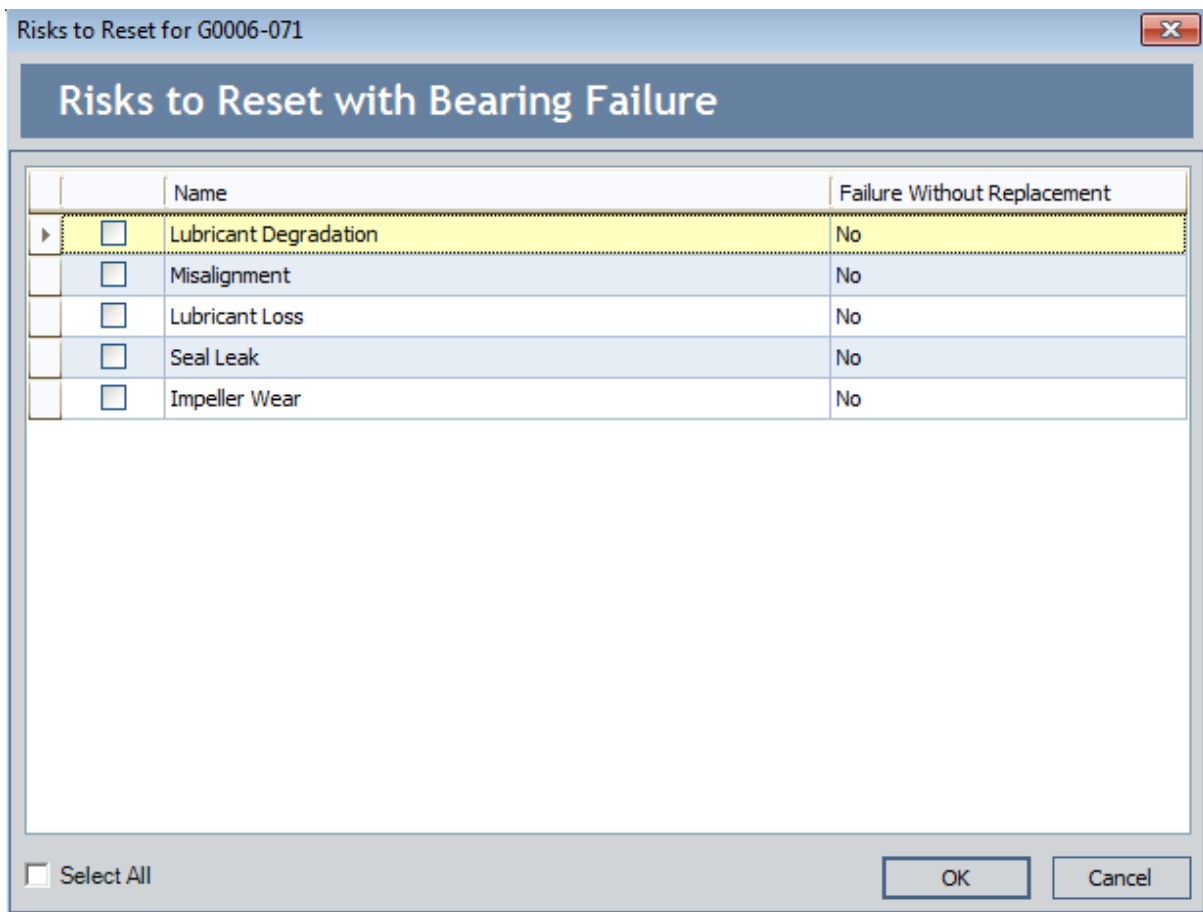 Risks to Reset for G0006-071
Risks to Reset with Bearing Failure
Name Failure Without Replacement
Lubricant Degradation No
Misalignment No
Lubricant Loss No
Seal Leak No
Impeller Wear No
Select All OK Cancel